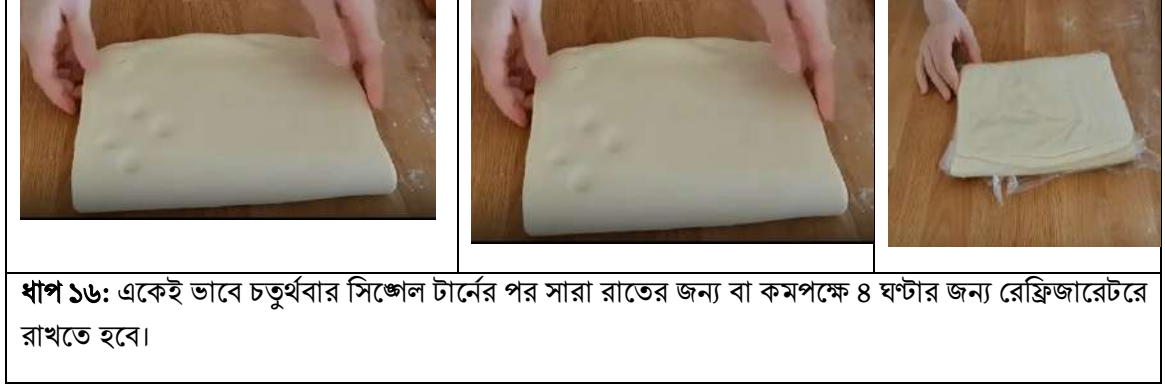 ধাপ ১৬: একেই ভাবে চতুর্থবার সিঙ্গেল টার্নের পর সারা রাতের জন্য বা কমপক্ষে ৪ ঘণ্টার জন্য রেফ্রিজারেটরে
রাখতে হবে।